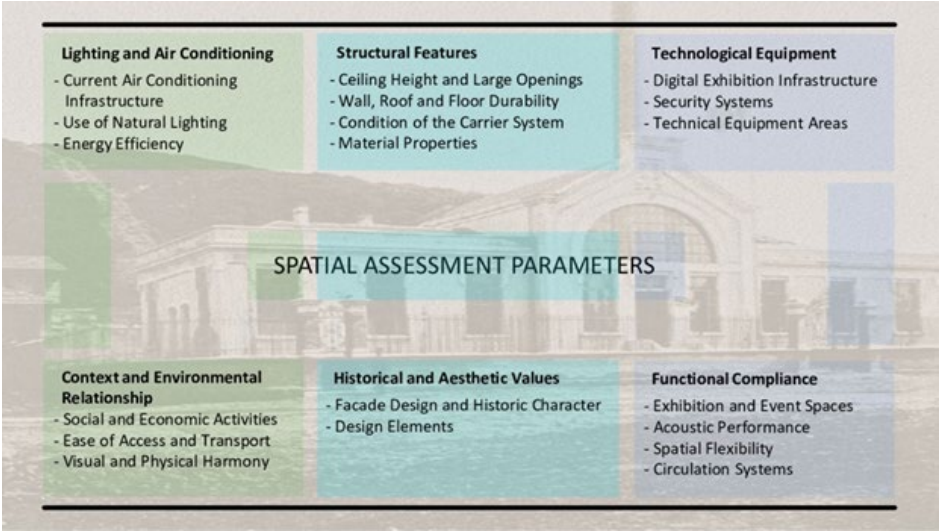 Lighting and Air Conditioning
- Current Air Conditioning
Infrastructure
- Use of Natural Lighting
- Energy Efficiency
Structural Features
- Ceiling Height and Large Openings
- Wall, Roof and Floor Durability
- Condition of the Carrier System
- Material Properties
Technological Equipment
- Digital Exhibition Infrastructure
- Security Systems
- Technical Equipment Areas
SPATIAL ASSESSMENT PARAMETERS
Context and Environmental
Relationship
- Social and Economic Activities
- Ease of Access and Transport
- Visual and Physical Harmony
Historical and Aesthetic Values
- Facade Design and Historic Character
- Design Elements
Functional Compliance
- Exhibition and Event Spaces
- Acoustic Performance
- Spatial Flexibility
- Circulation Systems